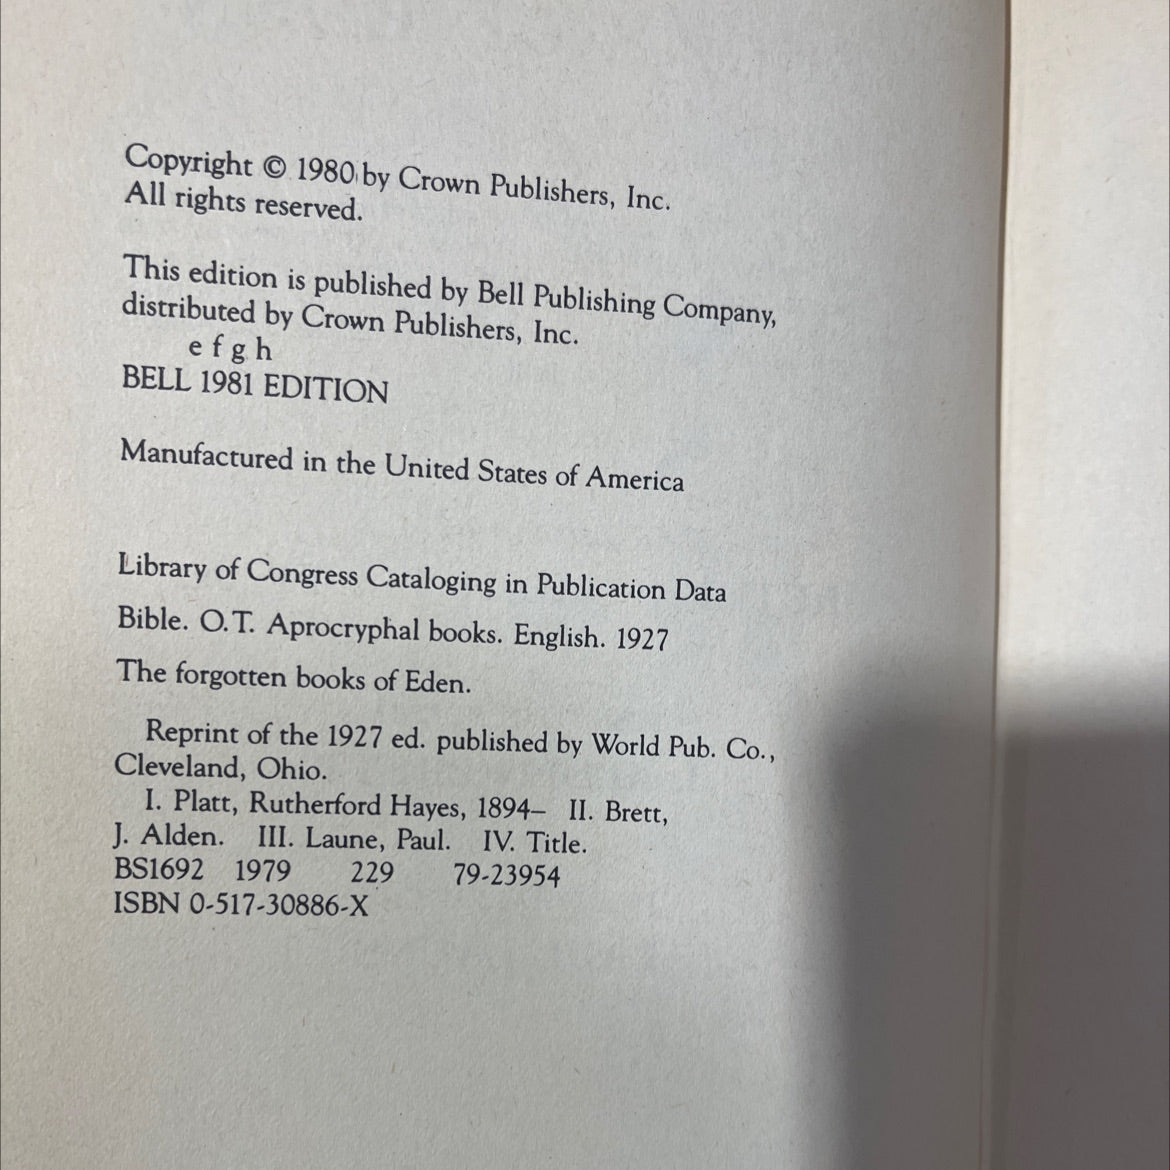 Copyright © 1980 by Crown Publishers, Inc.
All rights reserved.
This edition is published by Bell Publishing Company,
distributed by Crown Publishers, Inc.
e f g h
BELL 1981 EDITION
Manufactured in the United States of America
Library of Congress Cataloging in Publication Data
Bible. O.T. Aprocryphal books. English. 1927
The forgotten books of Eden.
Reprint of the 1927 ed. published by World Pub. Co.,
Cleveland, Ohio.
I. Platt, Rutherford Hayes, 1894– II. Brett,
J. Alden. III. Laune, Paul. IV. Title.
BS1692 1979 229 79-23954
ISBN 0-517-30886-X